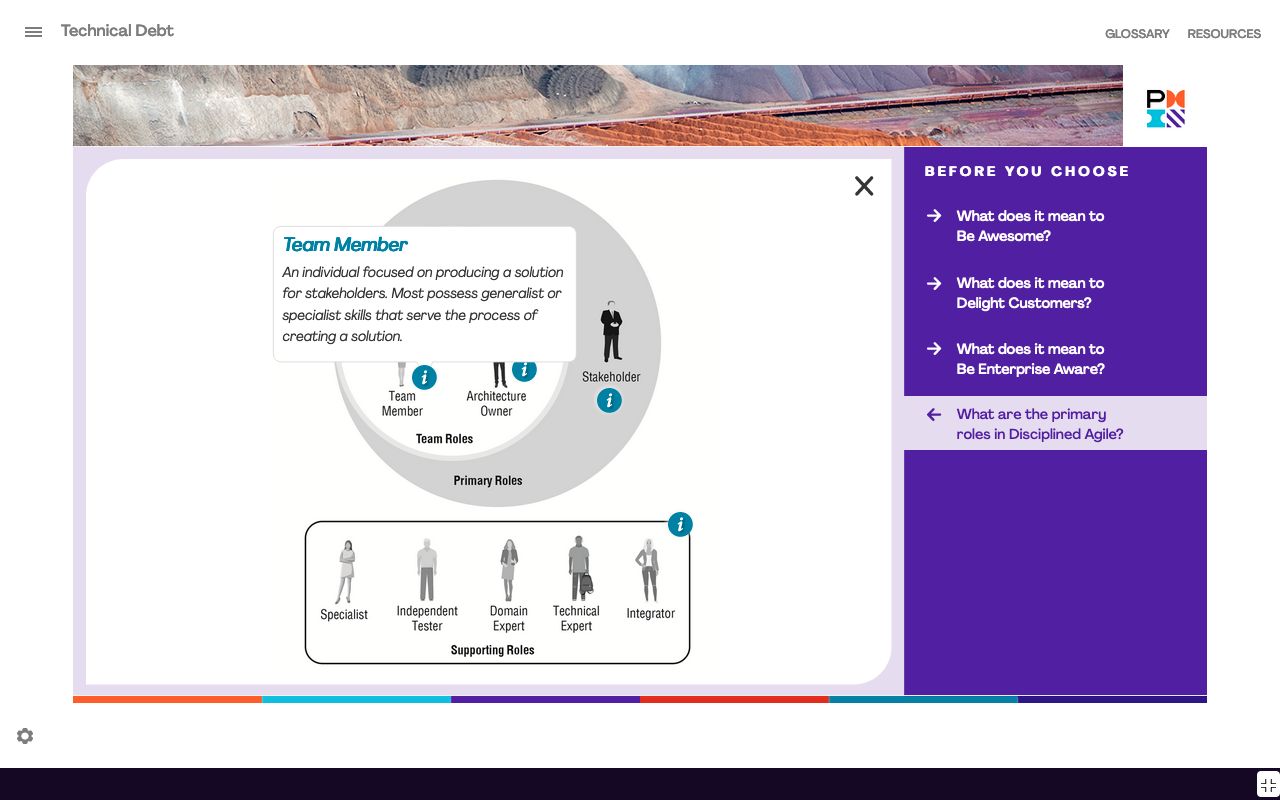 Technical Debt
GLOSSARY
RESOURCES
BEFORE YOU CHOOSE
What does it mean to
Be Awesome?
What does it mean to
Delight Customers?
What does it mean to
Be Enterprise Aware?
What are the primary
roles in Disciplined Agile?
Team Member
An individual focused on producing a solution
for stakeholders. Most possess generalist or
specialist skills that serve the process of
creating a solution.
i
i
i
Stakeholder
Team
Member
Architecture
Owner
Team Roles
Primary Roles
i
Specialist
Independent
Tester
Domain
Expert
Technical
Expert
Integrator
Supporting Roles